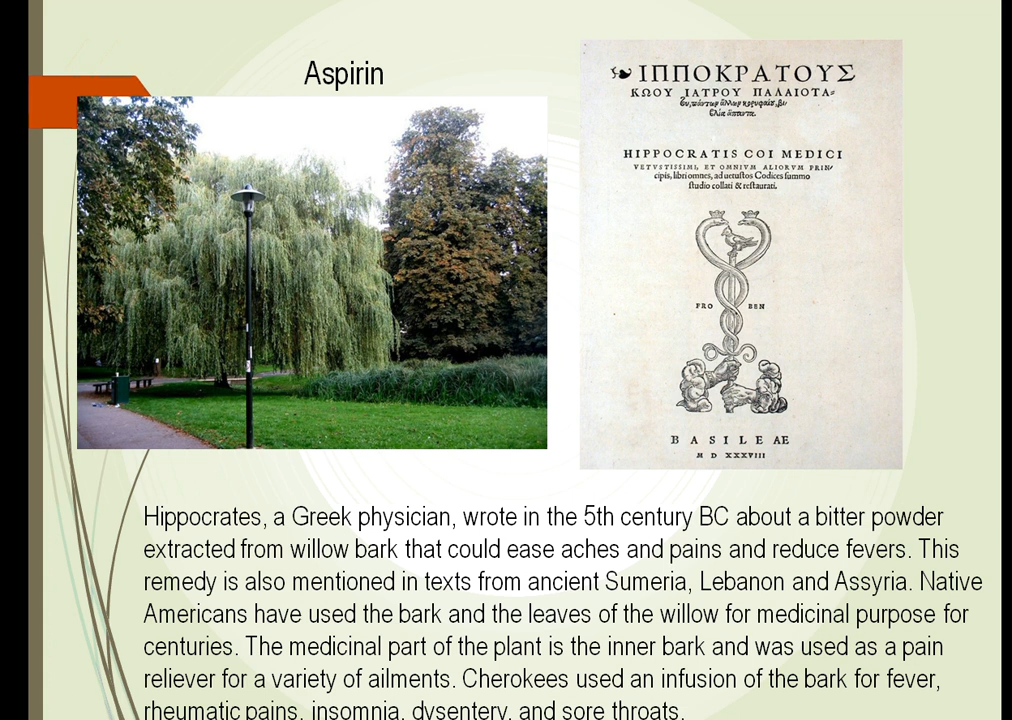 Aspirin
ΙΠΠΟΚΡΑΤΟΥΣ
ΚΩΟΥ ΙΑΤΡΟΥ ΠΑΛΑΙΟΤΑ-
HIPPOCRATIS COI MEDICI
VETVSTISSIMI, ET OMNIVM ALIORVM PRIN-
cipis, libri omnes, ad uetustos Codices summo
studio collati & restaurati.
FRO BEN
BASILEAE
M D XXXVIII
Hippocrates, a Greek physician, wrote in the 5th century BC about a bitter powder
extracted from willow bark that could ease aches and pains and reduce fevers. This
remedy is also mentioned in texts from ancient Sumeria, Lebanon and Assyria. Native
Americans have used the bark and the leaves of the willow for medicinal purpose for
centuries. The medicinal part of the plant is the inner bark and was used as a pain
reliever for a variety of ailments. Cherokees used an infusion of the bark for fever,
rheumatic pains, insomnia, dysentery, and sore throats.